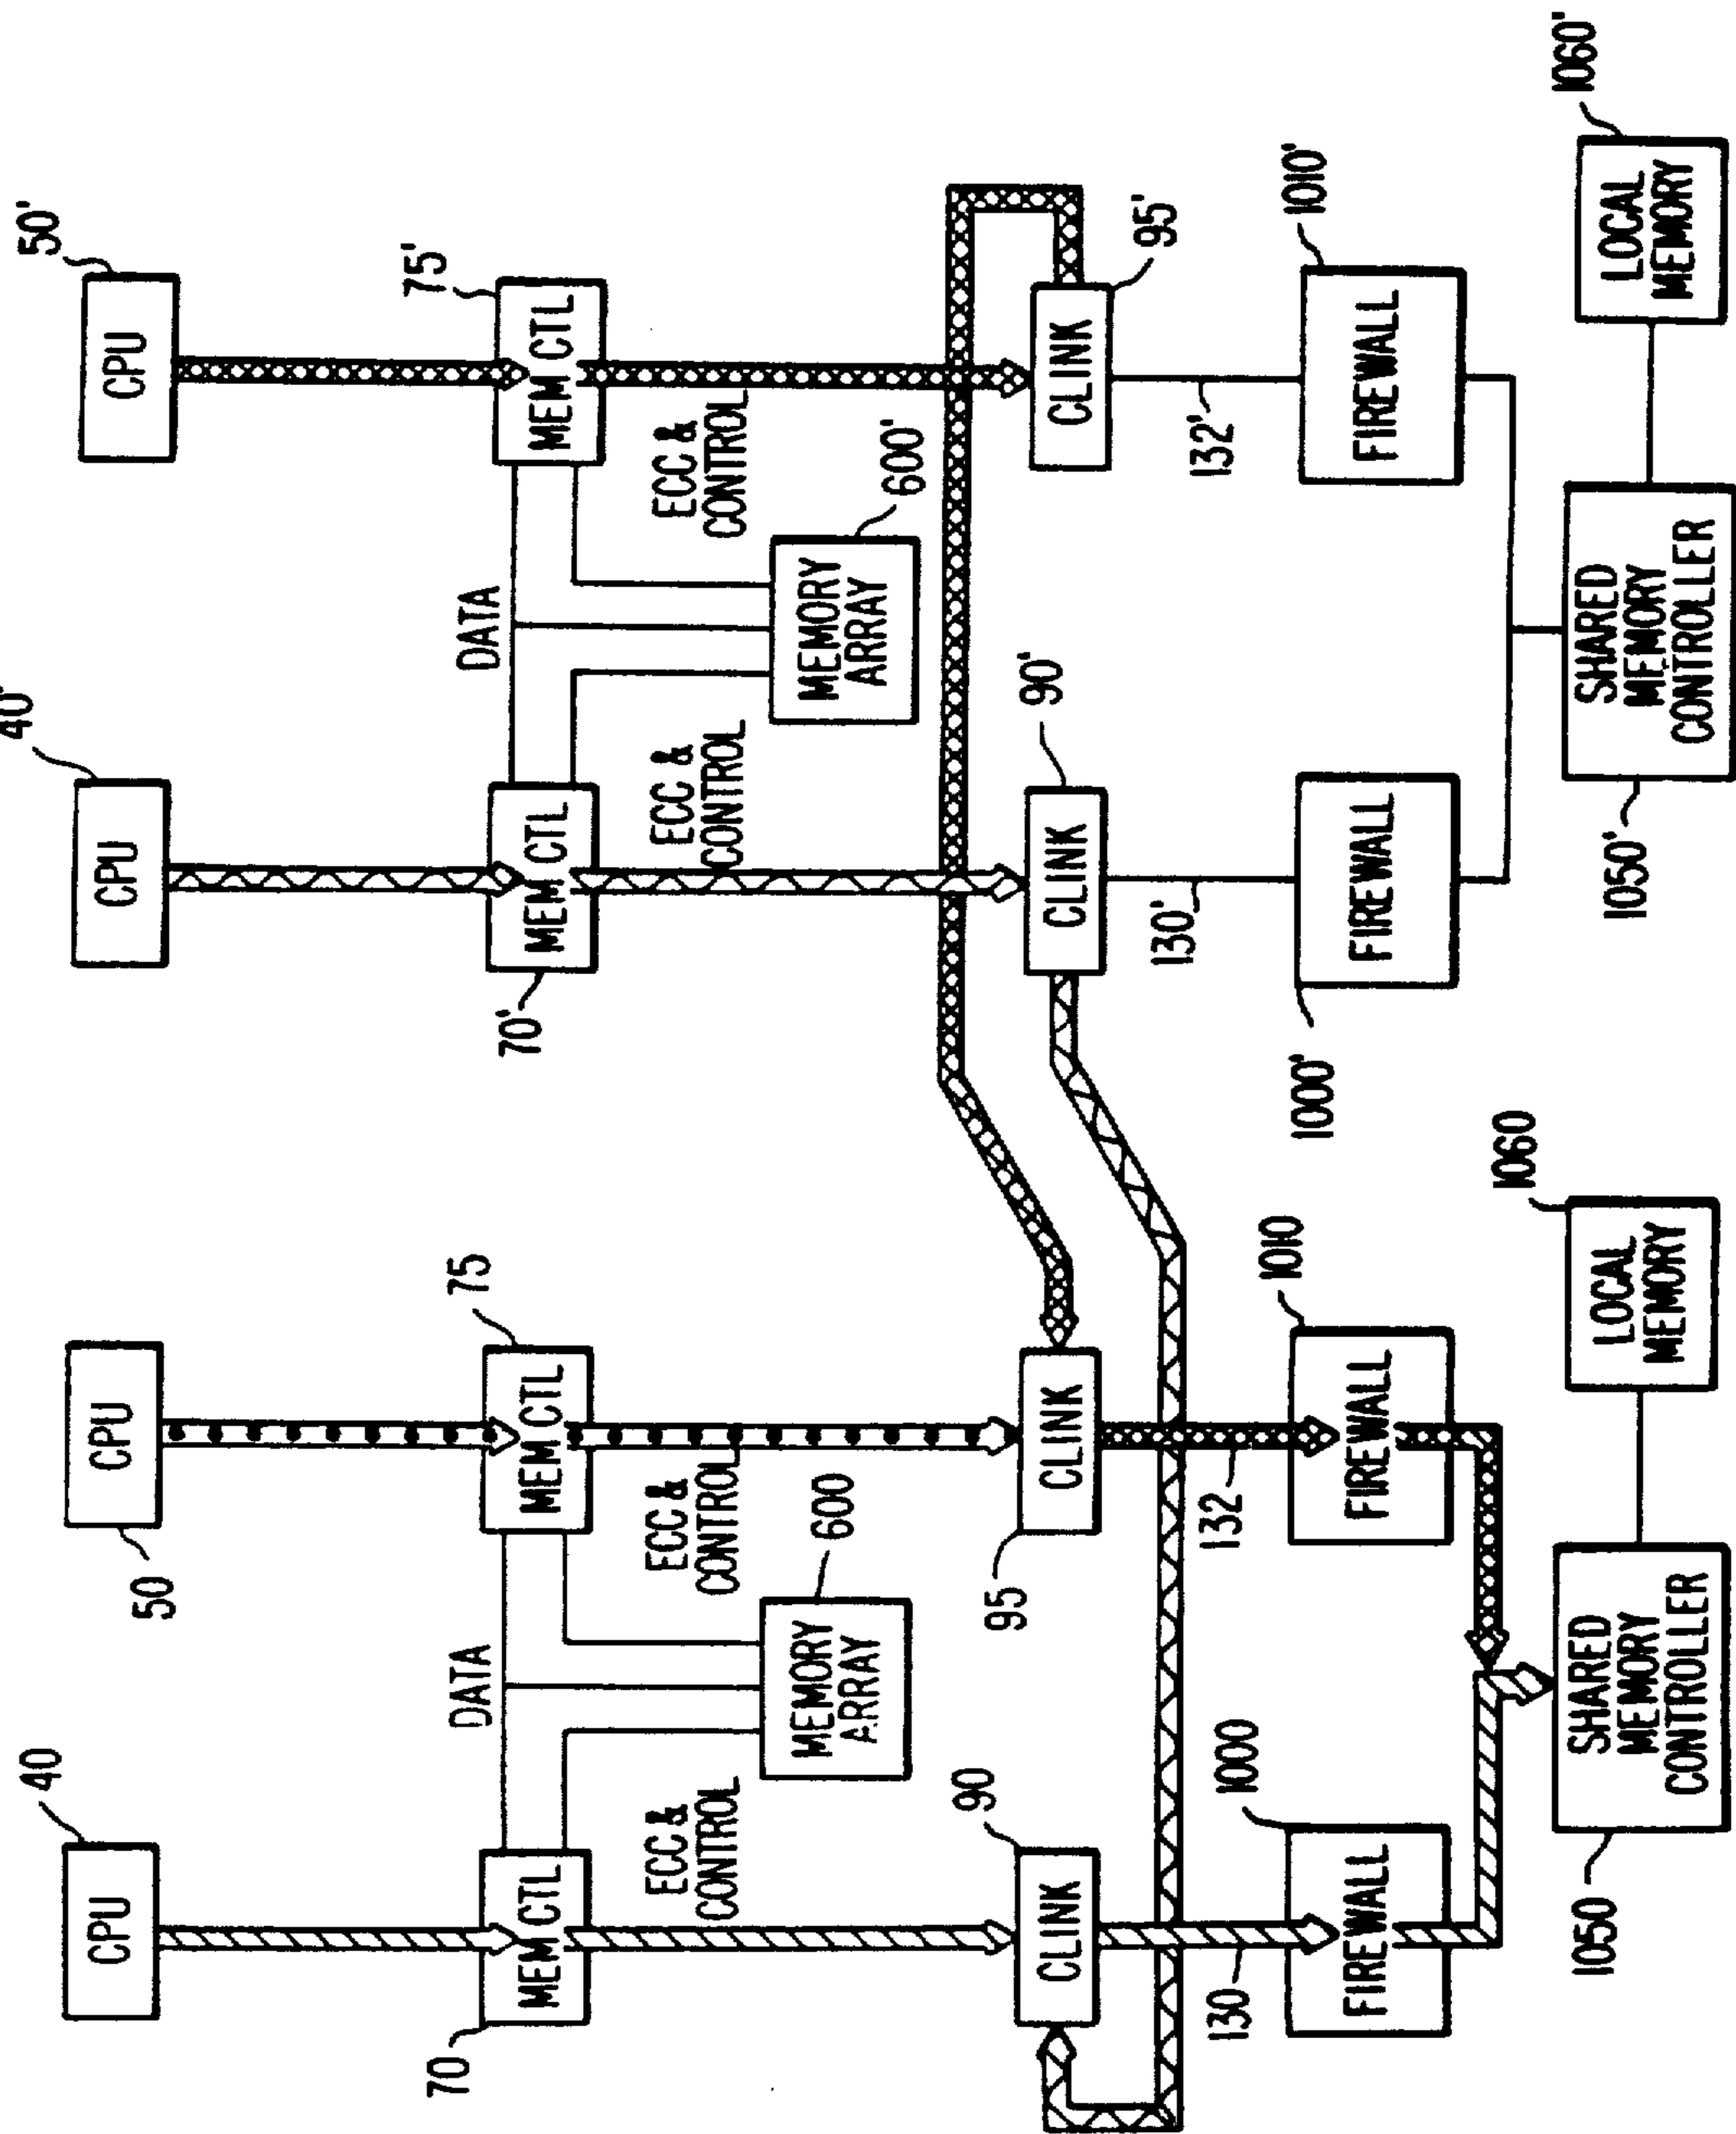 40
CPU
50
CPU
40'
CPU
50'
CPU
70
MEM CTL
DATA
75
MEM CTL
70'
MEM CTL
DATA
75'
MEM CTL
ECC &
CONTROL
ECC &
CONTROL
ECC &
CONTROL
ECC &
CONTROL
MEMORY
ARRAY
600
MEMORY
ARRAY
600'
90
CLINK
95
CLINK
90'
CLINK
95'
CLINK
130
132
130'
132'
1000
FIREWALL
1010
FIREWALL
1000'
FIREWALL
1010'
FIREWALL
1050
SHARED
MEMORY
CONTROLLER
1060
LOCAL
MEMORY
1050'
SHARED
MEMORY
CONTROLLER
1060'
LOCAL
MEMORY